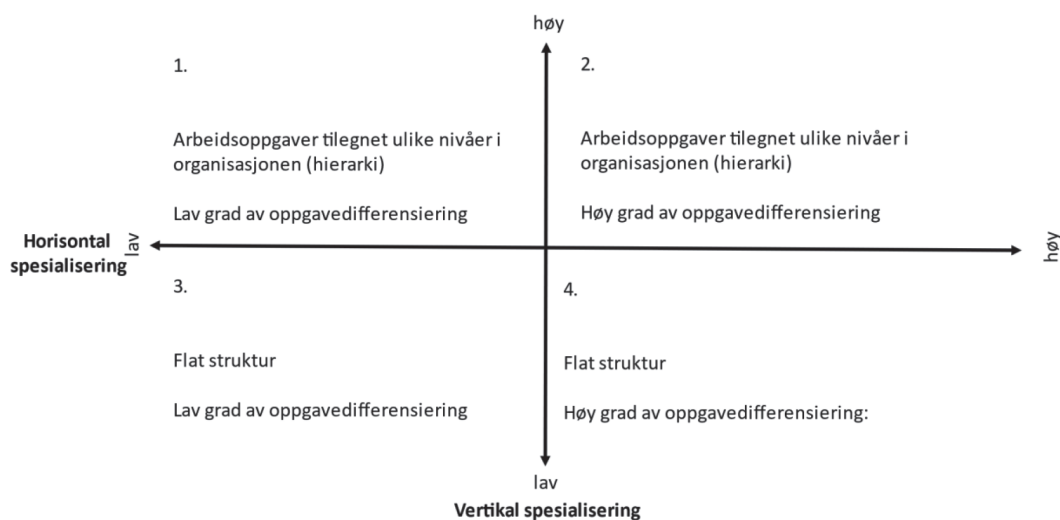 høy
1.
2.
Arbeidsoppgaver tilegnet ulike nivåer i
organisasjonen (hierarki)
Lav grad av oppgavedifferensiering
Arbeidsoppgaver tilegnet ulike nivåer i
organisasjonen (hierarki)
Høy grad av oppgavedifferensiering
Horisontal
spesialisering
lav
høy
3.
Flat struktur
Lav grad av oppgavedifferensiering
4.
Flat struktur
Høy grad av oppgavedifferensiering:
lav
Vertikal spesialisering